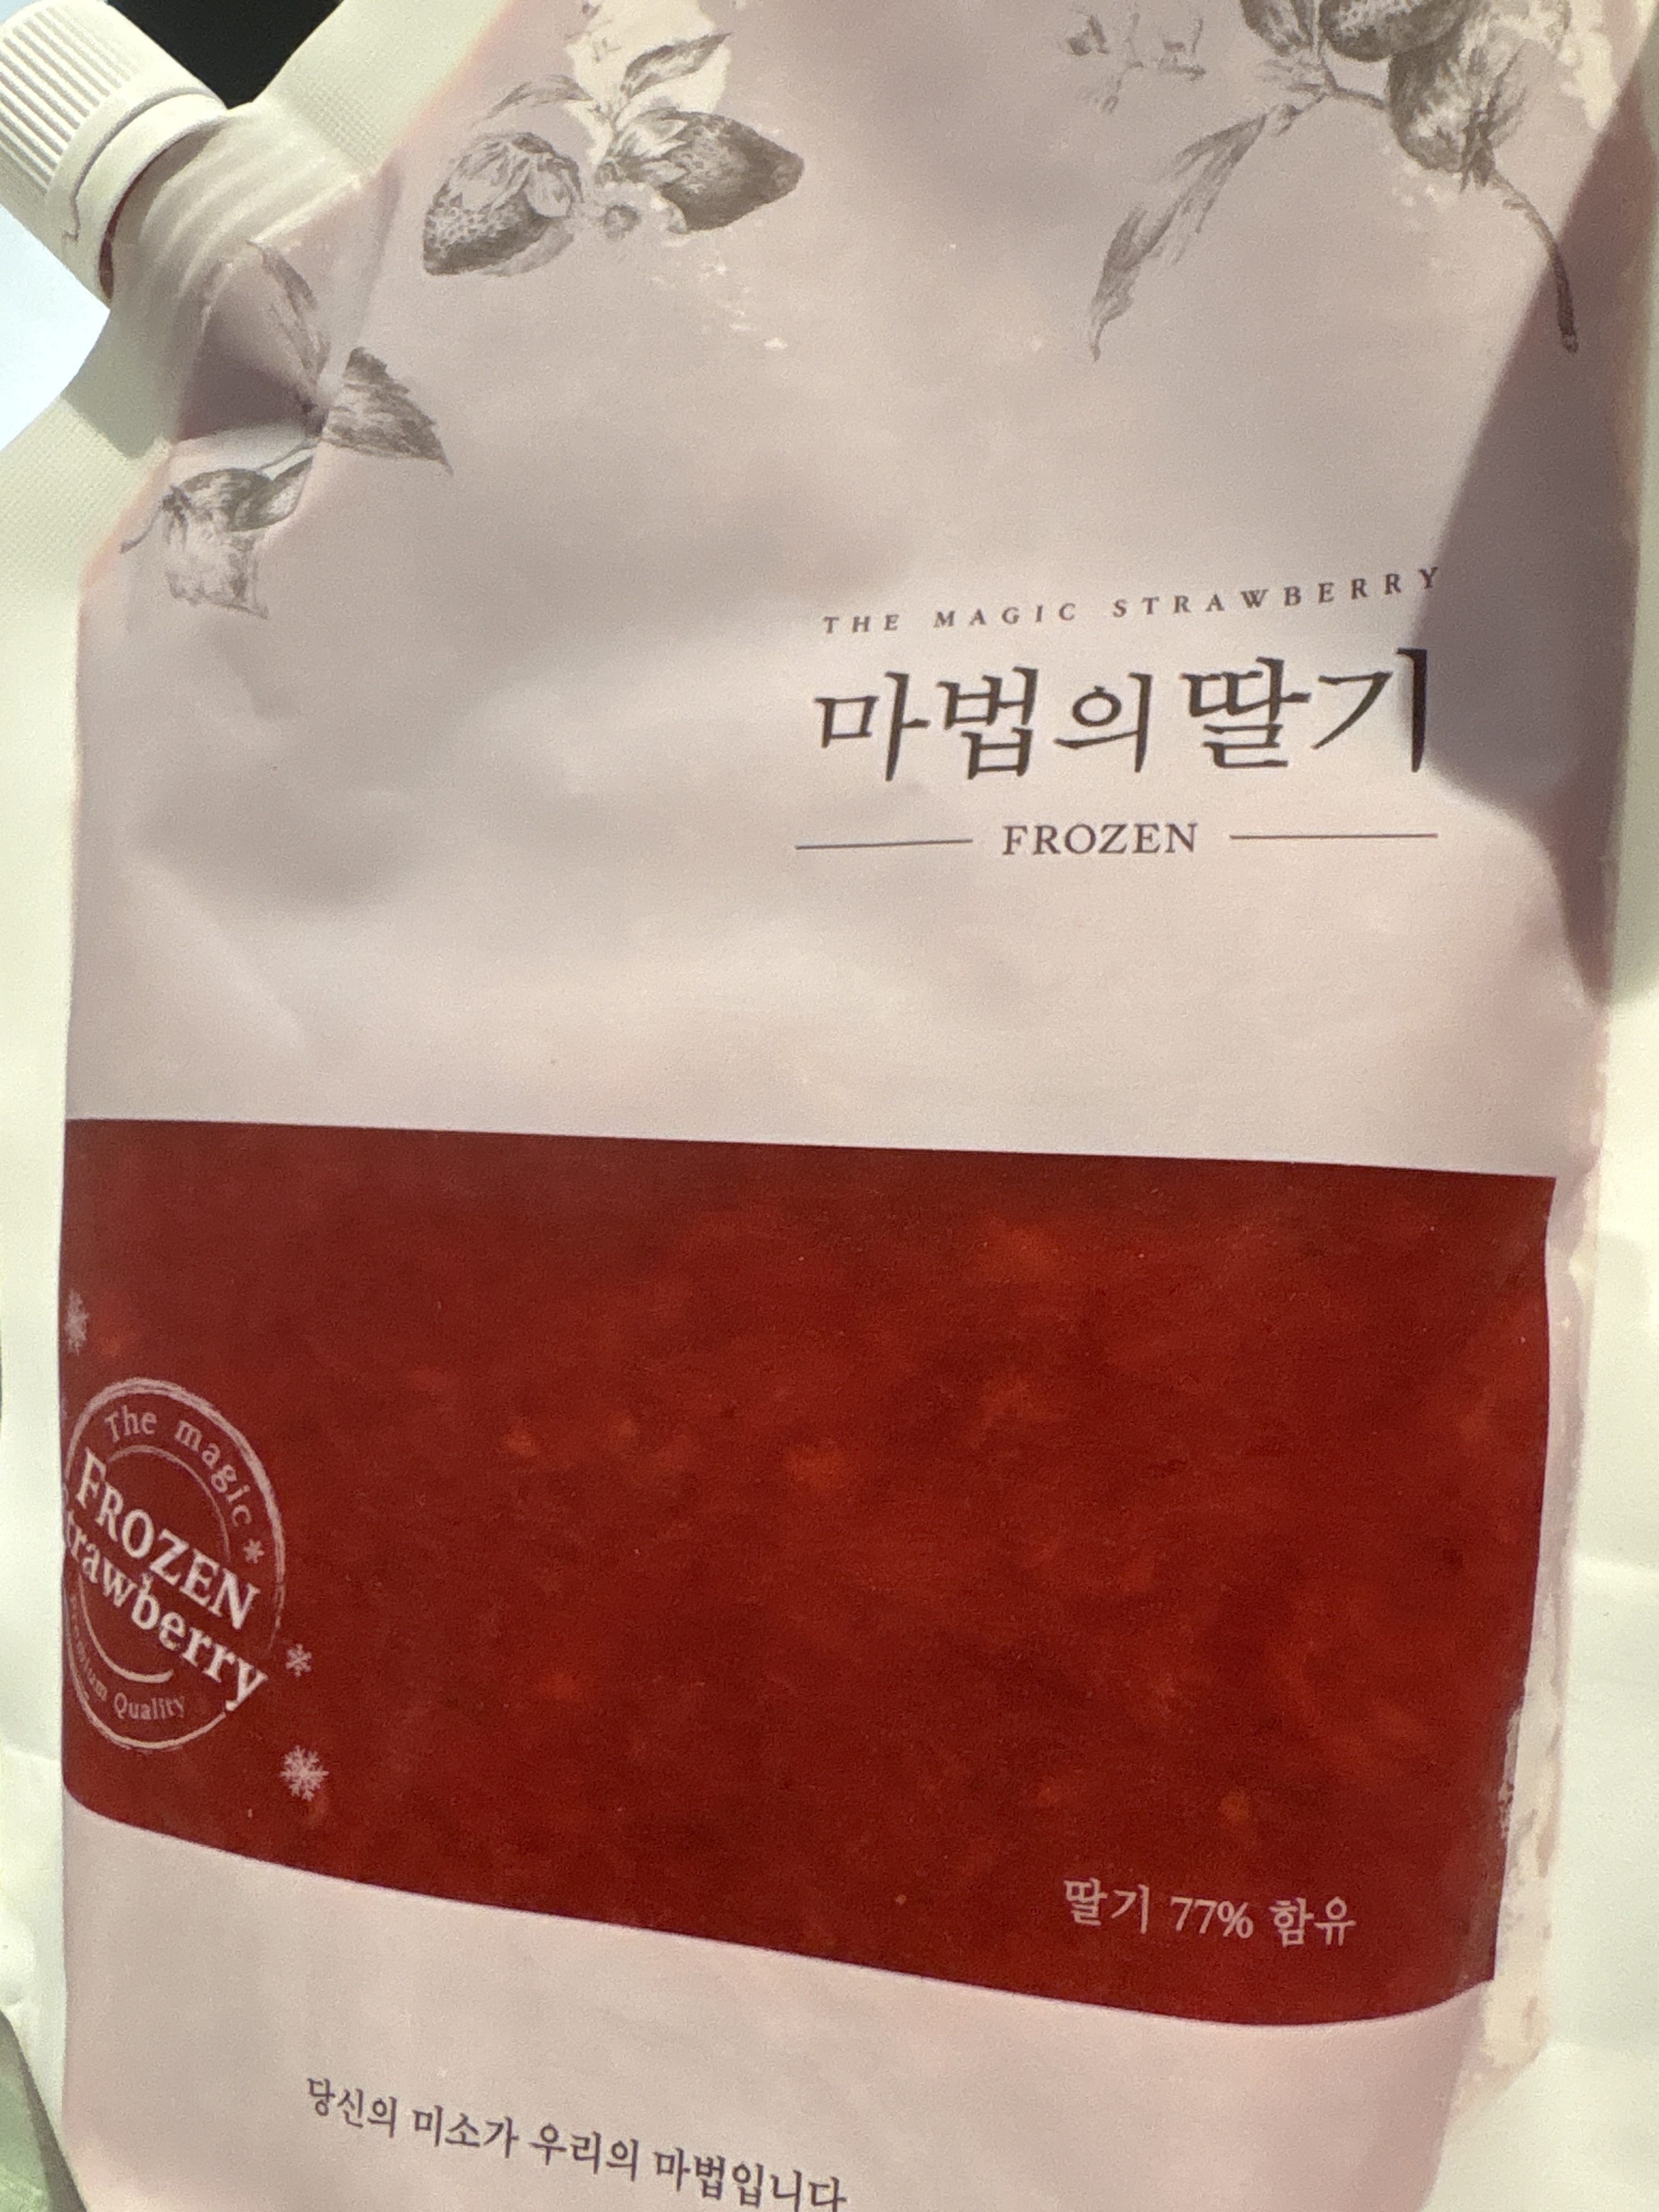 THE MAGIC STRAWBERRY
마법의딸기
FROZEN
The magic
FROZEN
trawberry
Quality
딸기 77% 함유
당신의 미소가 우리의 마법입니다